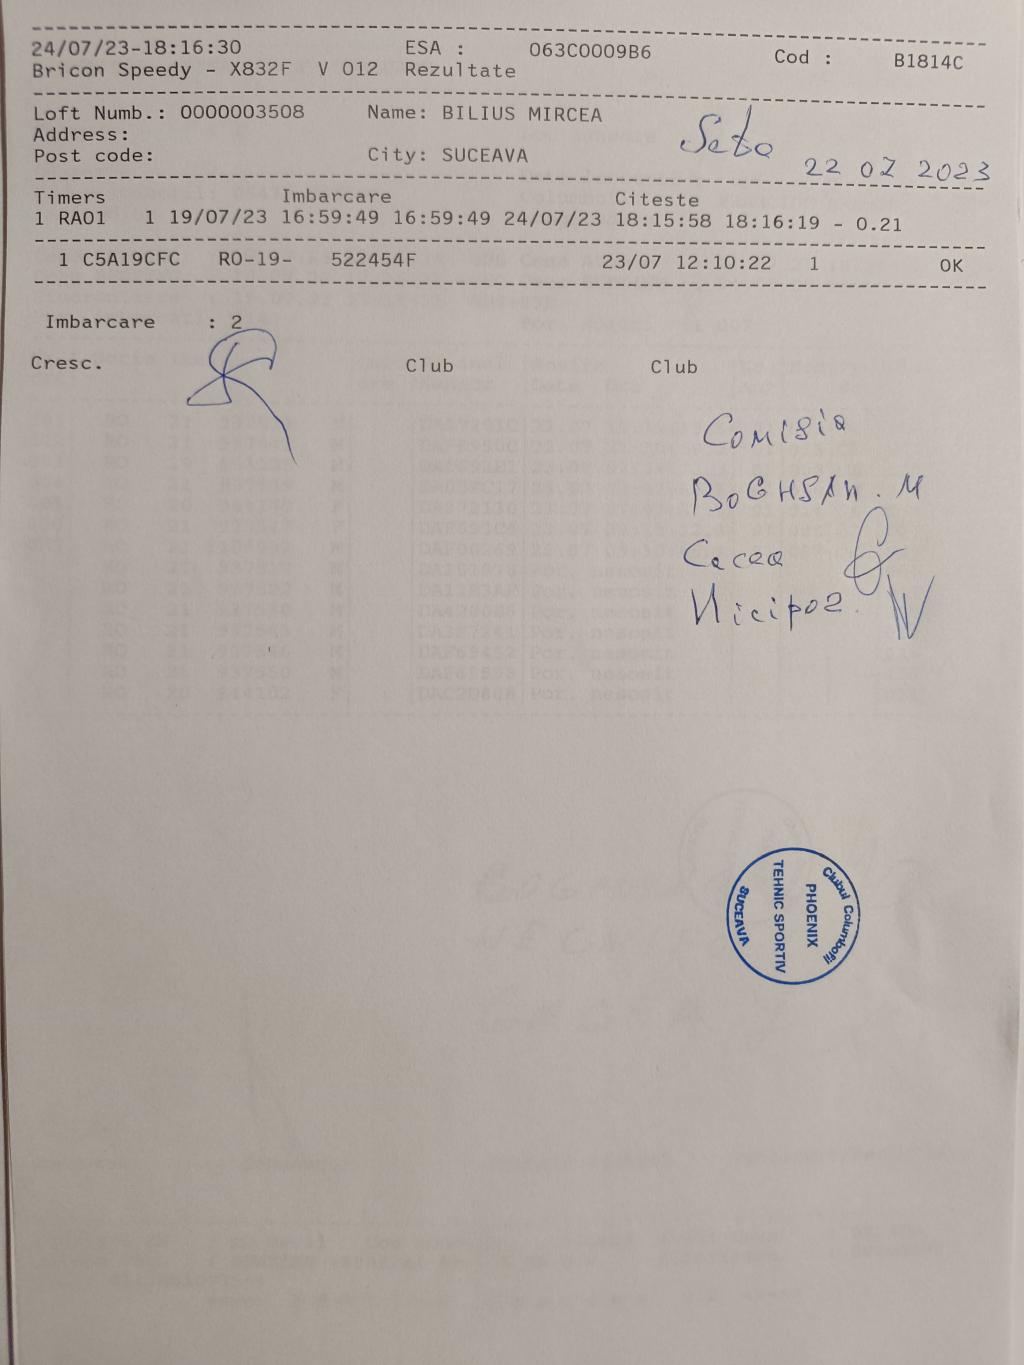 24/07/23-18:16:30 ESA : 063C0009B6 Cod : B1814C
Bricon Speedy - X832F V 012 Rezultate
Loft Numb.: 0000003508 Name: BILIUS MIRCEA
Address:
Post code: City: SUCEAVA
22 07 2023
Timers Imbarcare Citeste
1 RA01 1 19/07/23 16:59:49 16:59:49 24/07/23 18:15:58 18:16:19 - 0.21
1 C5A19CFC RO-19- 522454F 23/07 12:10:22 1 OK
Imbarcare : 2
Cresc. Club Club
Comisia
BOGHSAN . M
Clubul Columbofil
PHOENIX
TEHNIC SPORTIV
SUCEAVA